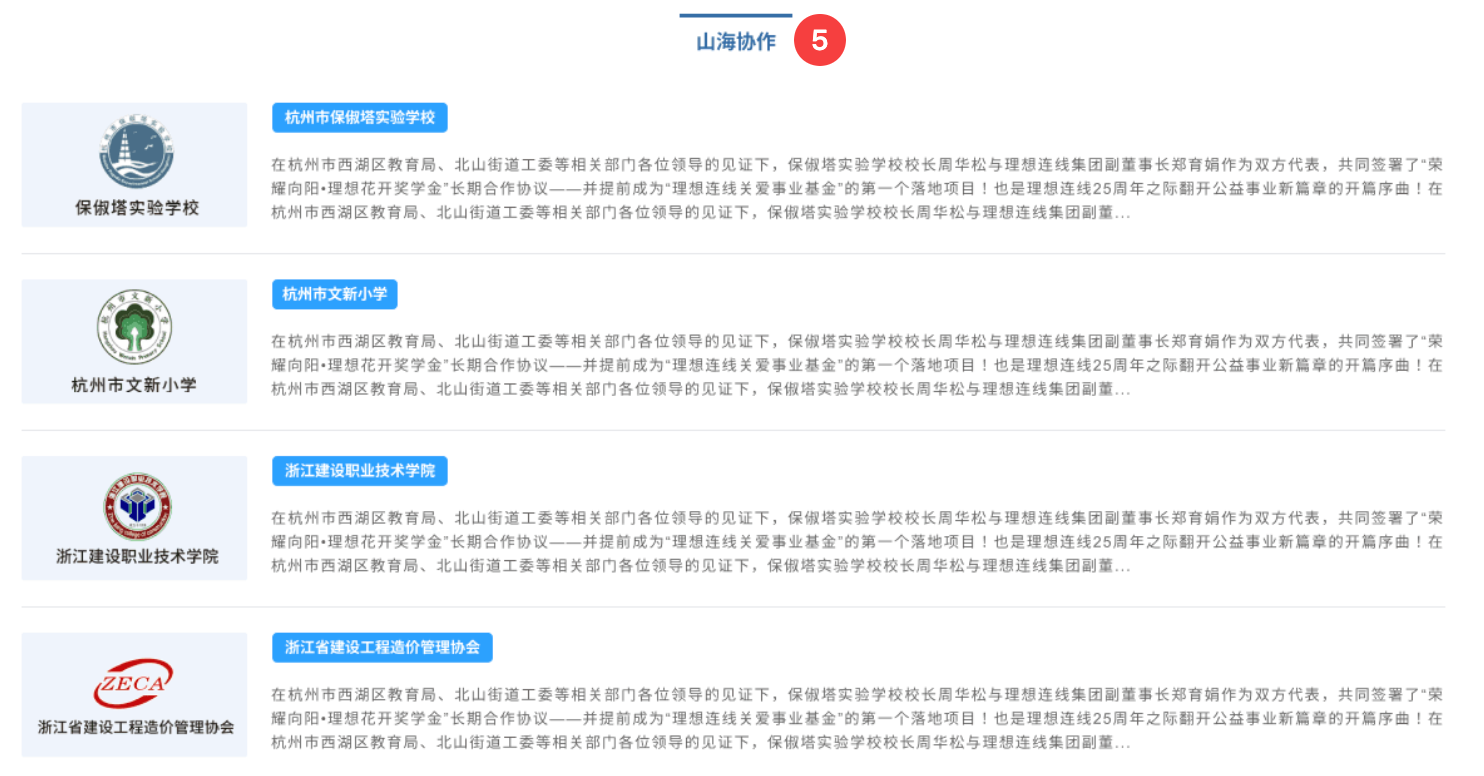 山海协作
5
保俶塔实验学校
杭州市保俶塔实验学校
在杭州市西湖区教育局、北山街道工委等相关部门各位领导的见证下，保俶塔实验学校校长周华松与理想连线集团副董事长郑育娟作为双方代表，共同签署了“荣
耀向阳•理想花开奖学金”长期合作协议——并提前成为“理想连线关爱事业基金”的第一个落地项目！也是理想连线25周年之际翻开公益事业新篇章的开篇序曲！在
杭州市西湖区教育局、北山街道工委等相关部门各位领导的见证下，保俶塔实验学校校长周华松与理想连线集团副董...
杭州市文新小学
杭州市文新小学
杭州市文新小学
在杭州市西湖区教育局、北山街道工委等相关部门各位领导的见证下，保俶塔实验学校校长周华松与理想连线集团副董事长郑育娟作为双方代表，共同签署了“荣
耀向阳•理想花开奖学金”长期合作协议——并提前成为“理想连线关爱事业基金”的第一个落地项目！也是理想连线25周年之际翻开公益事业新篇章的开篇序曲！在
杭州市西湖区教育局、北山街道工委等相关部门各位领导的见证下，保俶塔实验学校校长周华松与理想连线集团副董...
浙江建设职业技术学院
浙江建设职业技术学院
在杭州市西湖区教育局、北山街道工委等相关部门各位领导的见证下，保俶塔实验学校校长周华松与理想连线集团副董事长郑育娟作为双方代表，共同签署了“荣
耀向阳•理想花开奖学金”长期合作协议——并提前成为“理想连线关爱事业基金”的第一个落地项目！也是理想连线25周年之际翻开公益事业新篇章的开篇序曲！在
杭州市西湖区教育局、北山街道工委等相关部门各位领导的见证下，保俶塔实验学校校长周华松与理想连线集团副董...
ZECA
浙江省建设工程造价管理协会
浙江省建设工程造价管理协会
在杭州市西湖区教育局、北山街道工委等相关部门各位领导的见证下，保俶塔实验学校校长周华松与理想连线集团副董事长郑育娟作为双方代表，共同签署了“荣
耀向阳•理想花开奖学金”长期合作协议——并提前成为“理想连线关爱事业基金”的第一个落地项目！也是理想连线25周年之际翻开公益事业新篇章的开篇序曲！在
杭州市西湖区教育局、北山街道工委等相关部门各位领导的见证下，保俶塔实验学校校长周华松与理想连线集团副董...